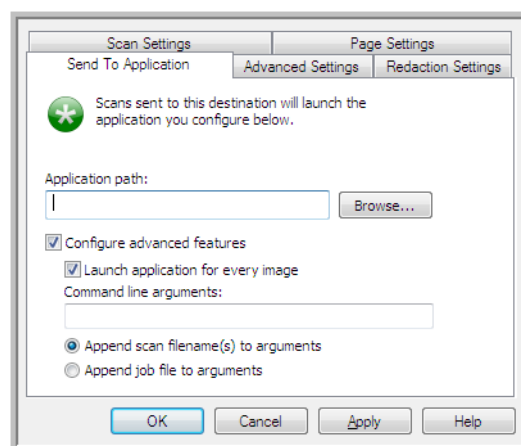 Scan Settings
Page Settings
Send To Application
Advanced Settings
Redaction Settings
Scans sent to this destination will launch the
application you configure below.
Application path:
Browse...
Configure advanced features
Launch application for every image
Command line arguments:
Append scan filename(s) to arguments
Append job file to arguments
OK
Cancel
Apply
Help